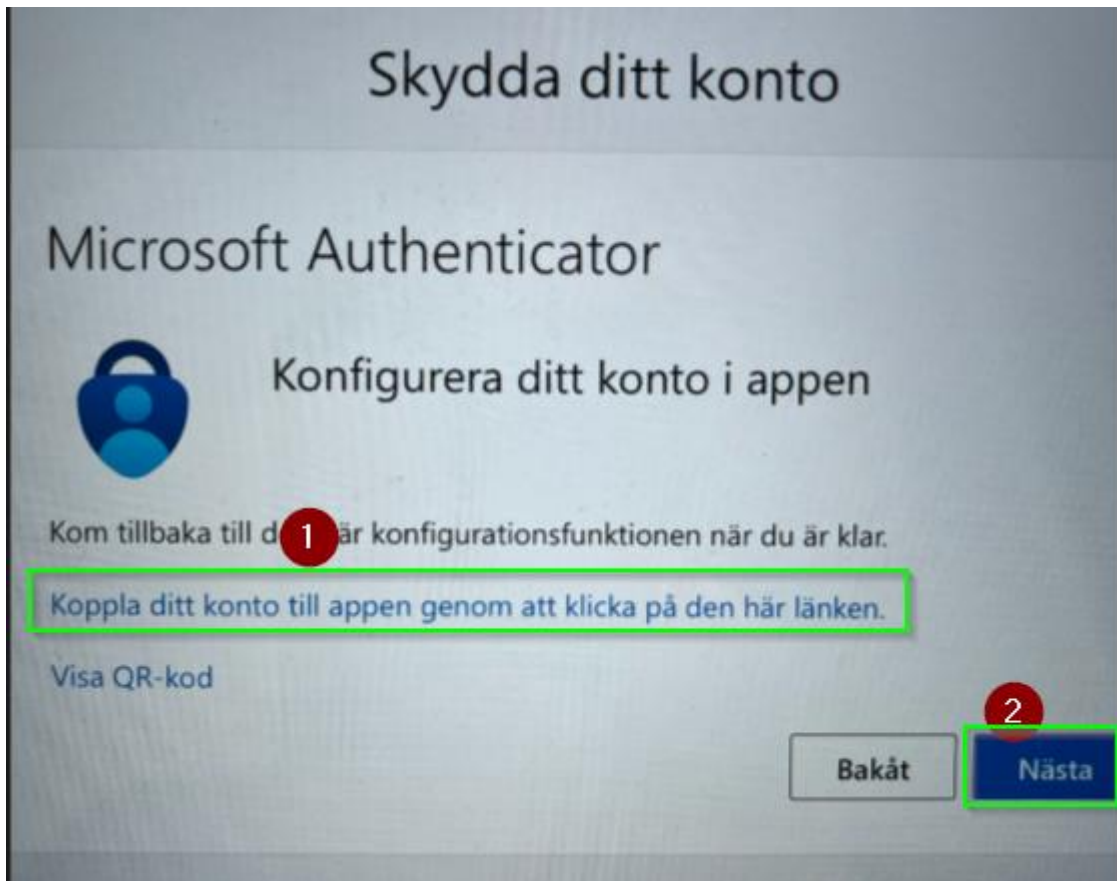 Skydda ditt konto
Microsoft Authenticator
Konfigurera ditt konto i appen
Kom tillbaka till d 1 är konfigurationsfunktionen när du är klar.
Koppla ditt konto till appen genom att klicka på den här länken.
Visa QR-kod
2
Bakåt Nästa